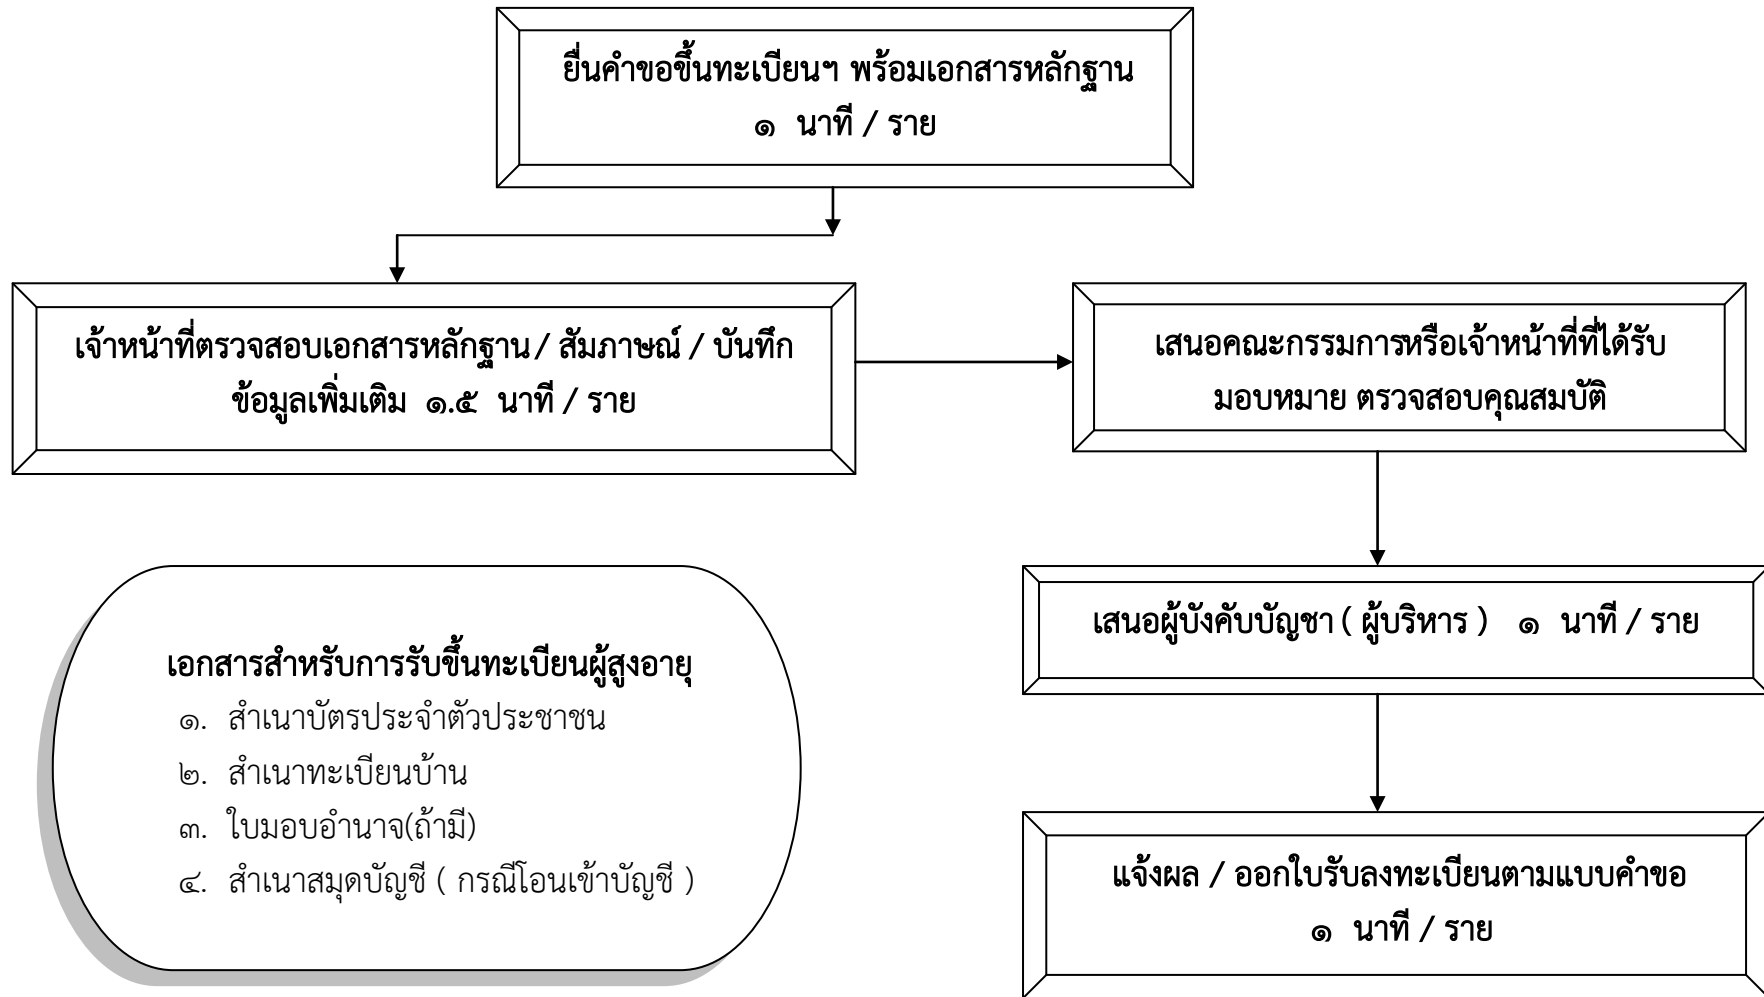 ยื่นคำขอขึ้นทะเบียนฯ พร้อมเอกสารหลักฐาน
๑ นาที / ราย
เจ้าหน้าที่ตรวจสอบเอกสารหลักฐาน / สัมภาษณ์ / บันทึก
ข้อมูลเพิ่มเติม ๑.๕ นาที / ราย
เสนอคณะกรรมการหรือเจ้าหน้าที่ที่ได้รับ
มอบหมาย ตรวจสอบคุณสมบัติ
เสนอผู้บังคับบัญชา ( ผู้บริหาร ) ๑ นาที / ราย
แจ้งผล / ออกใบรับลงทะเบียนตามแบบคำขอ
๑ นาที / ราย
เอกสารสำหรับการรับขึ้นทะเบียนผู้สูงอายุ
๑. สำเนาบัตรประจำตัวประชาชน
๒. สำเนาทะเบียนบ้าน
๓. ใบมอบอำนาจ(ถ้ามี)
๔. สำเนาสมุดบัญชี ( กรณีโอนเข้าบัญชี )